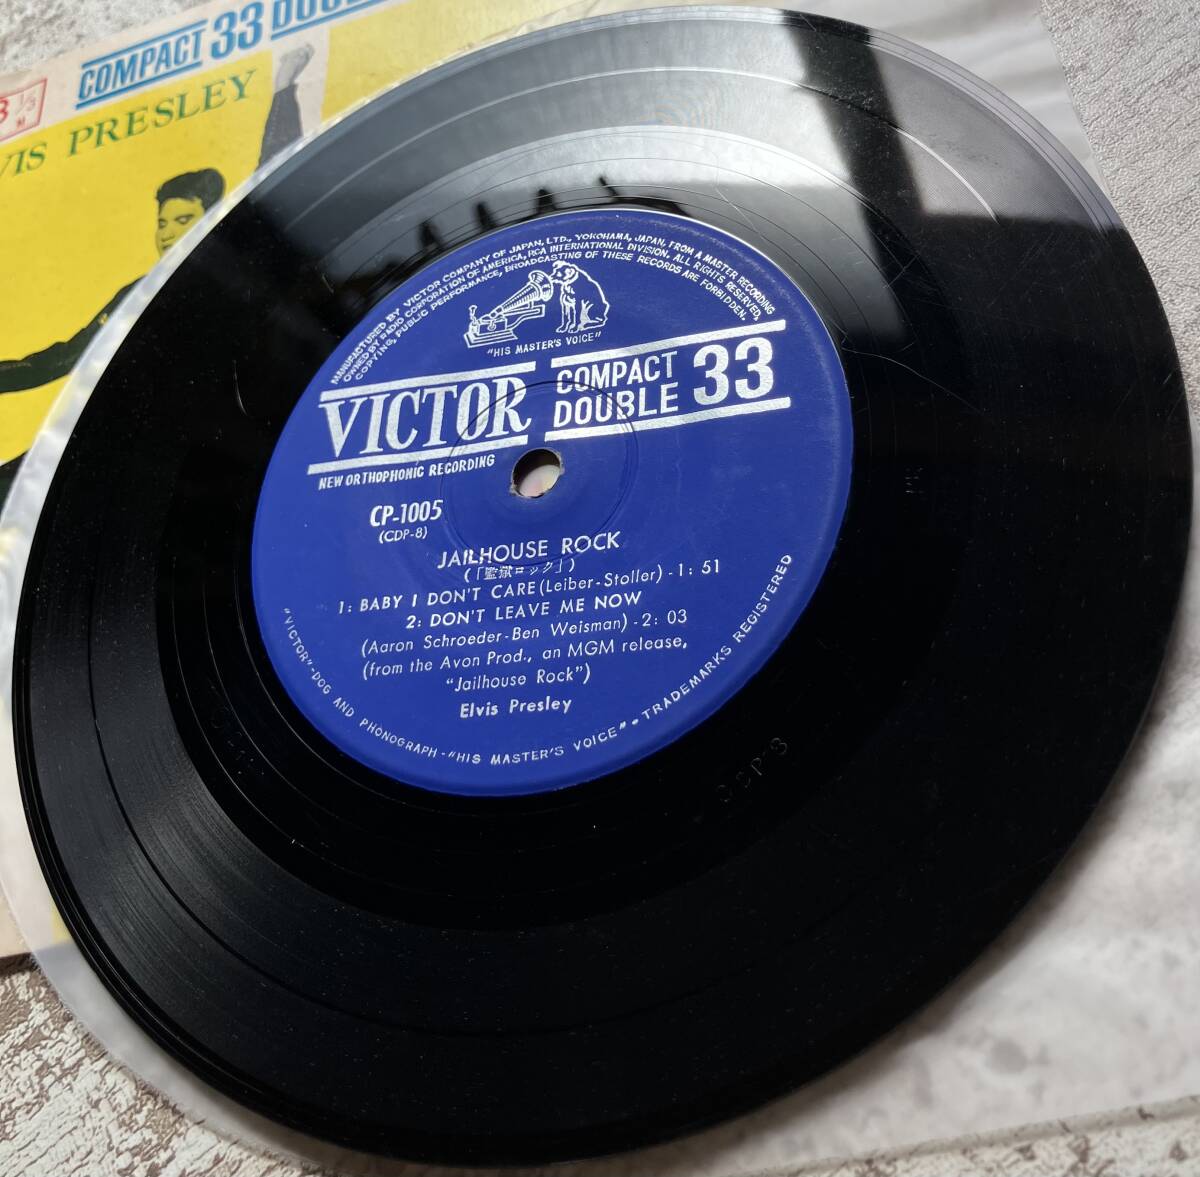 COMPACT 33 DOUBLE
VIS PRESLEY
MANUFACTURED BY VICTOR COMPANY OF JAPAN, LTD., YOKOHAMA, JAPAN, FROM A MASTER RECORDING
OWNED BY RADIO CORPORATION OF AMERICA, RCA INTERNATIONAL DIVISION. ALL RIGHTS RESERVED,
COPYING, PUBLIC PERFORMANCE, BROADCASTING OF THESE RECORDS ARE FORBIDDEN.
"HIS MASTER'S VOICE"
VICTOR
COMPACT
DOUBLE 33
NEW ORTHOPHONIC RECORDING
CP-1005
(CDP-8)
JAILHOUSE ROCK
(「監獄ロック」)
1: BABY I DON'T CARE (Leiber-Stoller) - 1: 51
2: DON'T LEAVE ME NOW
(Aaron Schroeder-Ben Weisman) - 2: 03
(from the Avon Prod., an MGM release,
"Jailhouse Rock")
Elvis Presley
"VICTOR"-DOG AND PHONOGRAPH-"HIS MASTER'S VOICE"•TRADEMARKS REGISTERED